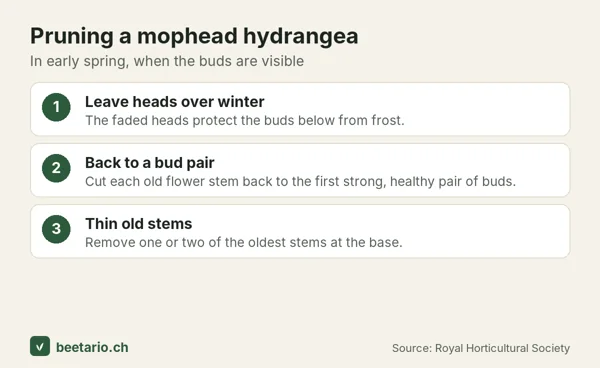 Pruning a mophead hydrangea
In early spring, when the buds are visible
1
Leave heads over winter
The faded heads protect the buds below from frost.
2
Back to a bud pair
Cut each old flower stem back to the first strong, healthy pair of buds.
3
Thin old stems
Remove one or two of the oldest stems at the base.
beetario.ch
Source: Royal Horticultural Society